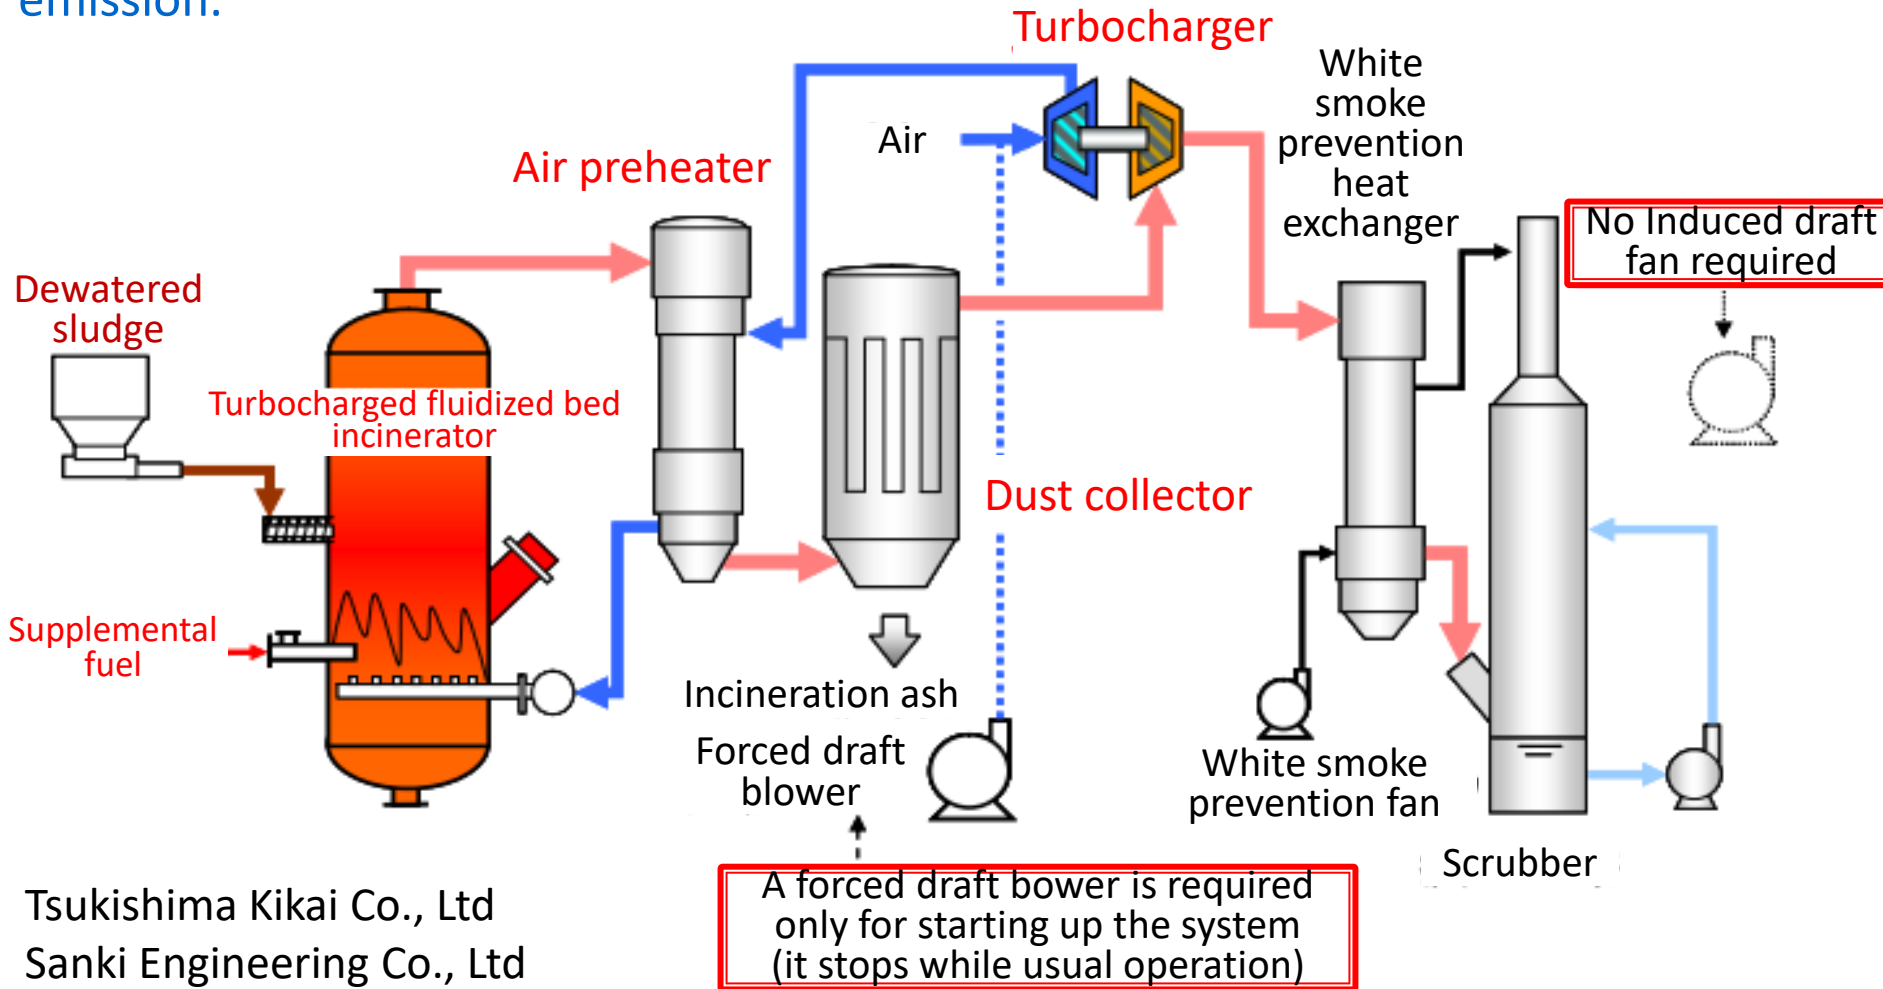 emission.
Turbocharger
White
smoke
prevention
heat
exchanger
Air
Air preheater
No Induced draft
fan required
Dewatered
sludge
Turbocharged fluidized bed
incinerator
Dust collector
Supplemental
fuel
Incineration ash
Forced draft
blower
White smoke
prevention fan
Scrubber
A forced draft bower is required
only for starting up the system
(it stops while usual operation)
Tsukishima Kikai Co., Ltd
Sanki Engineering Co., Ltd